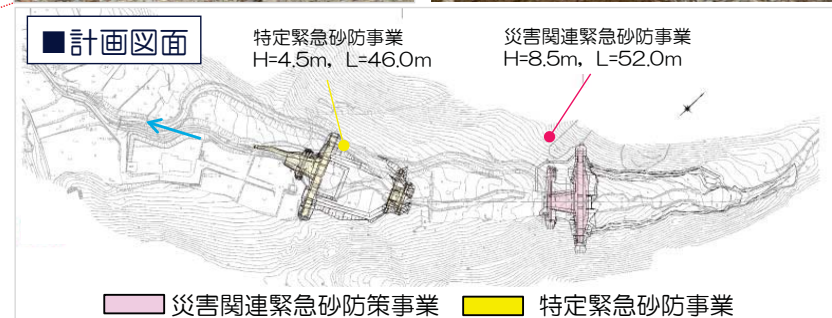 ■計画図面
特定緊急砂防事業
H=4.5m, L=46.0m
災害関連緊急砂防事業
H=8.5m, L=52.0m
災害関連緊急砂防策事業
特定緊急砂防事業